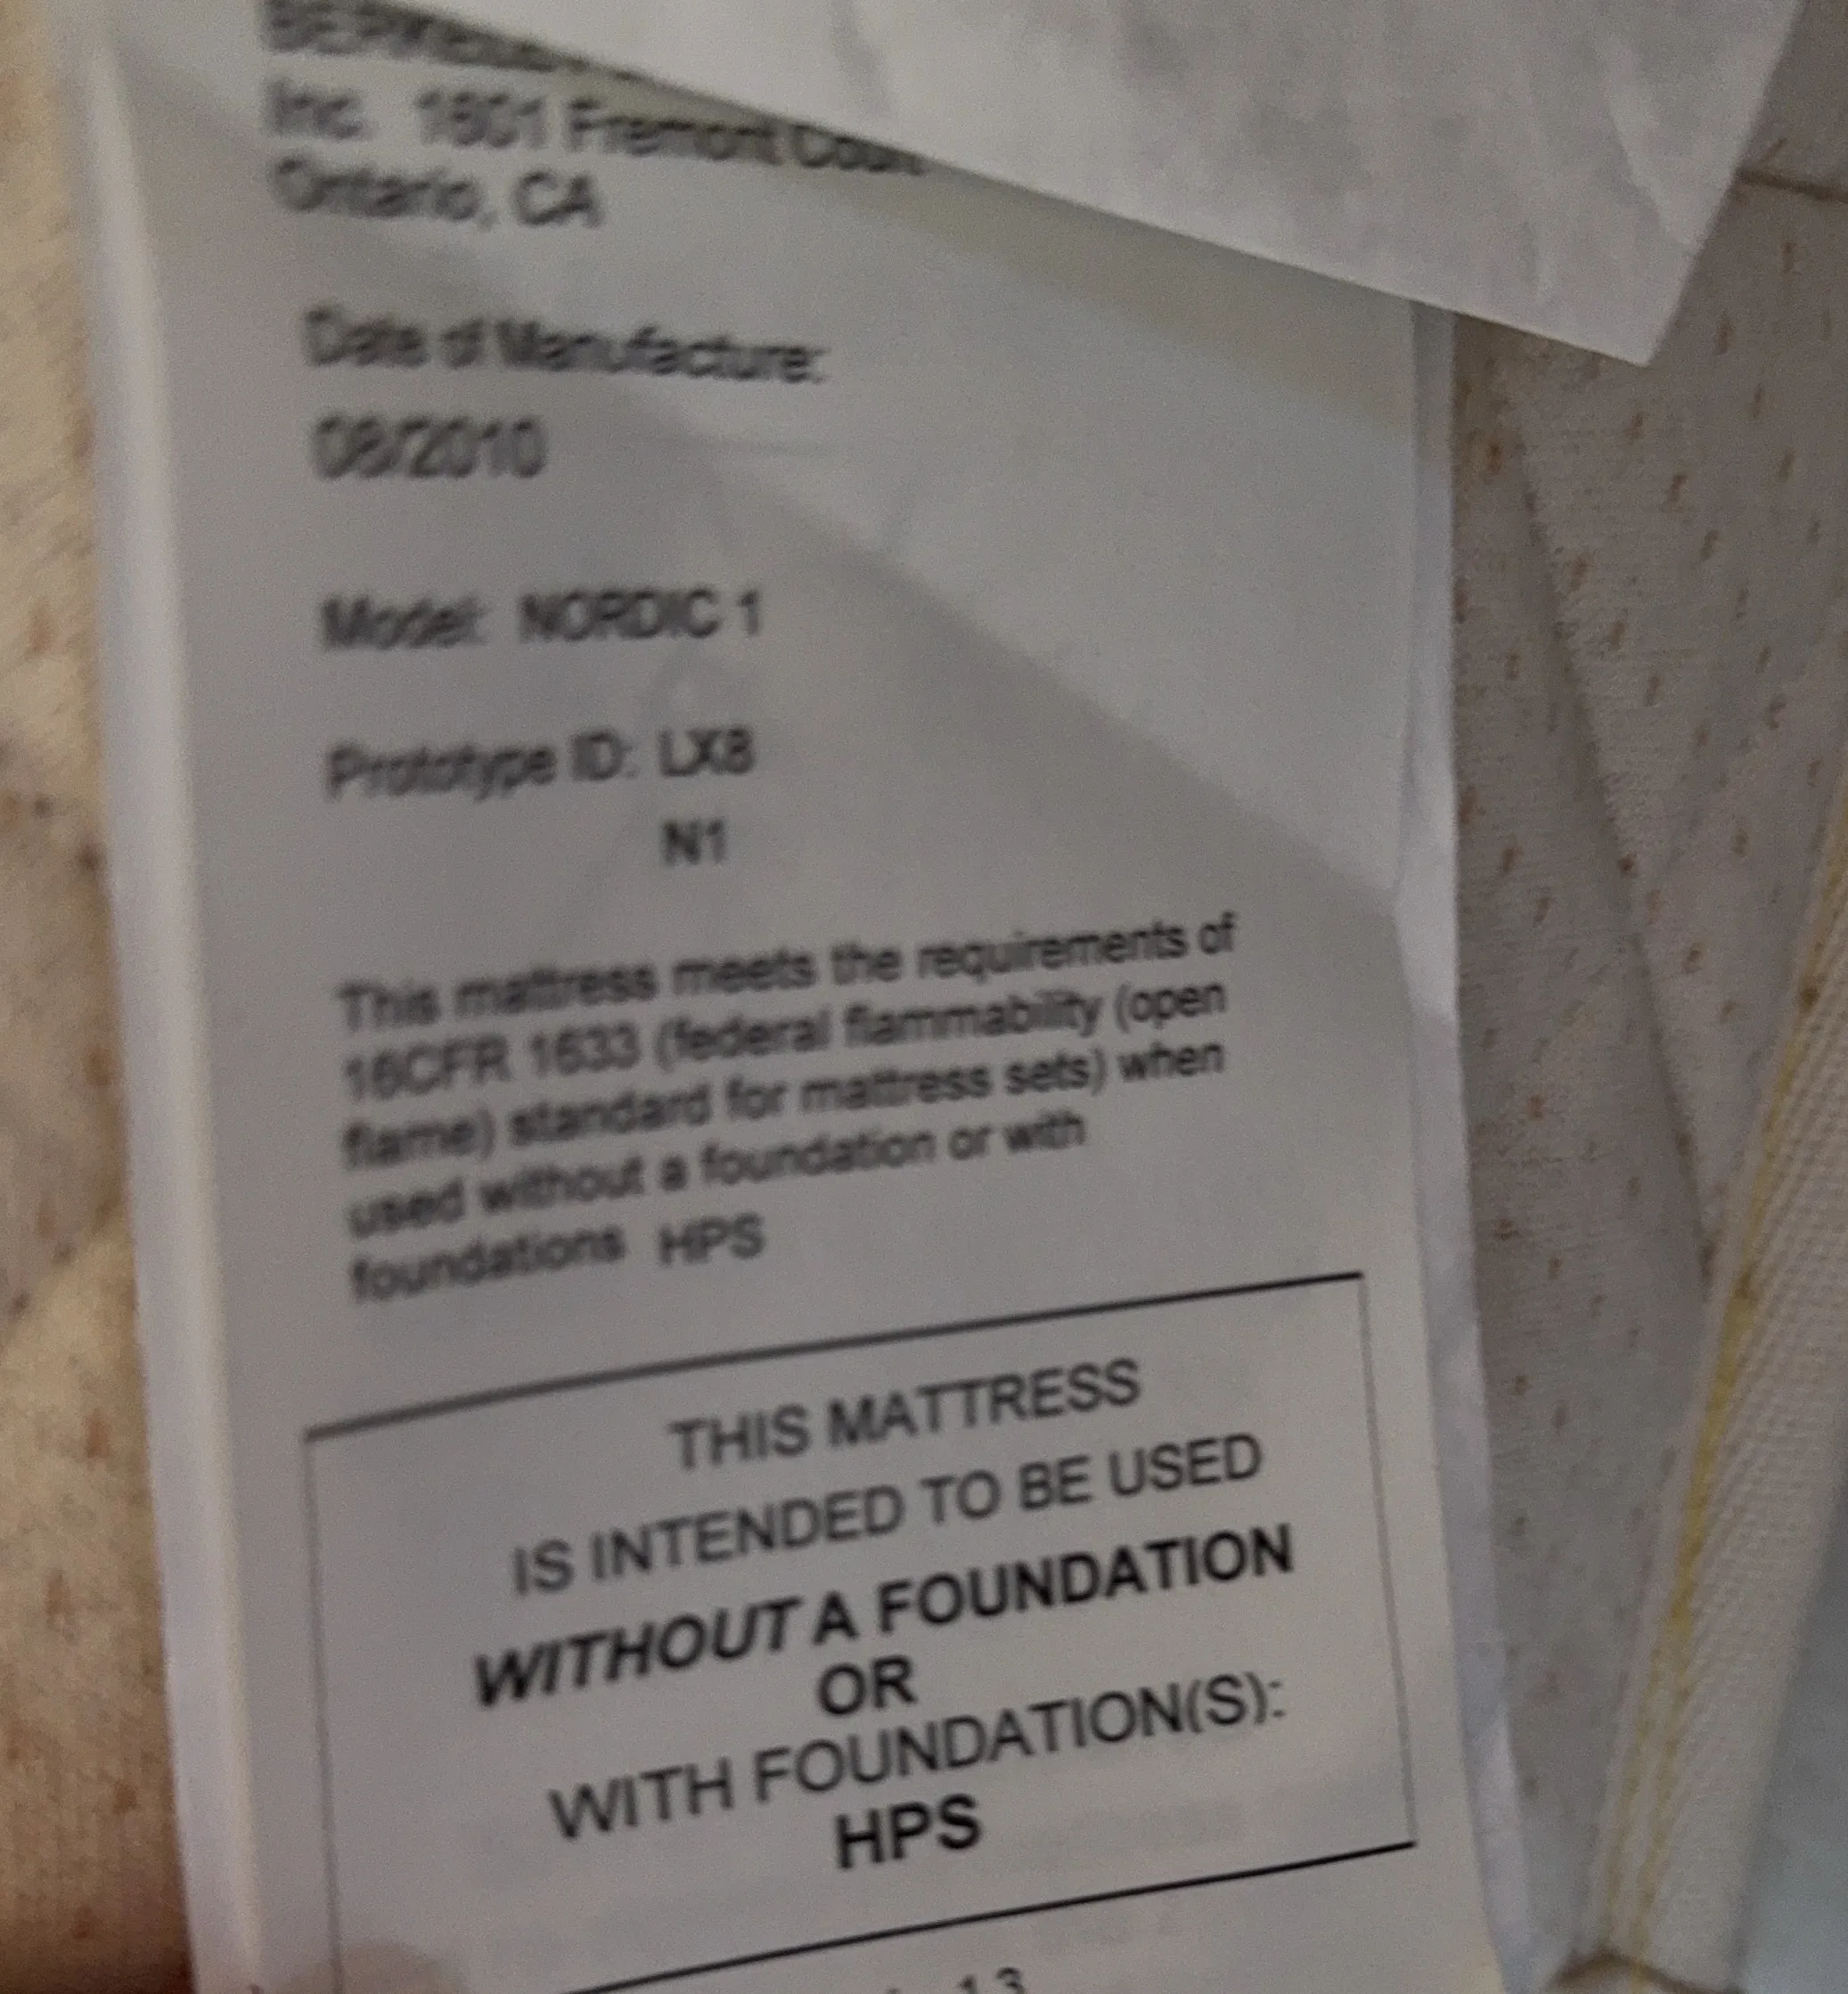 Inc. 1801 Fremont Court
Ontario, CA
Date of Manufacture:
08/2010
Model: NORDIC 1
Prototype ID: LX8
N1
This mattress meets the requirements of
16CFR 1633 (federal flammability (open
flame) standard for mattress sets) when
used without a foundation or with
foundations HPS
THIS MATTRESS
IS INTENDED TO BE USED
WITHOUT A FOUNDATION
OR
WITH FOUNDATION(S):
HPS